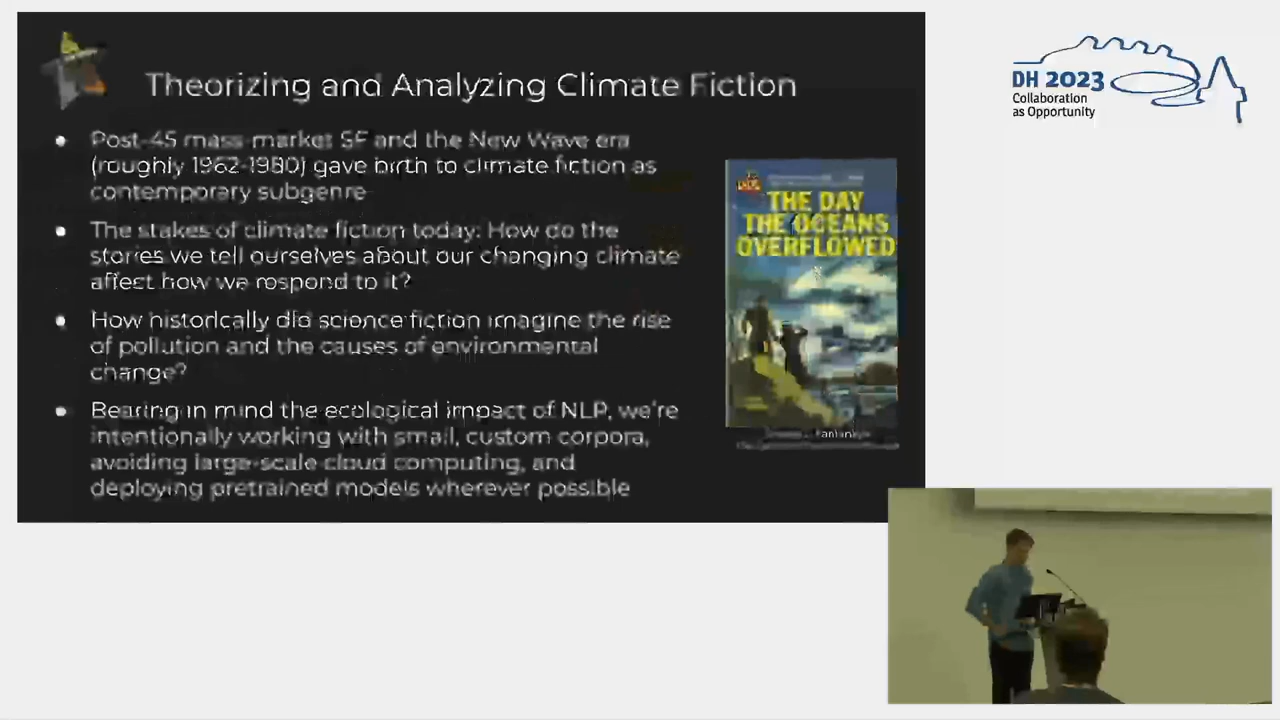 Theorizing and Analyzing Climate Fiction
Post-45 mass-market SF and the New Wave era
(roughly 1962-1980) gave birth to climate fiction as
contemporary subgenre
The stakes of climate fiction today: How do the
stories we tell ourselves about our changing climate
affect how we respond to it?
How historically did science fiction imagine the rise
of pollution and the causes of environmental
change?
Bearing in mind the ecological impact of NLP, we're
intentionally working with small, custom corpora,
avoiding large-scale cloud computing, and
deploying pretrained models wherever possible
THE DAY
THE OCEANS
OVERFLOWED
DH 2023
Collaboration
as Opportunity